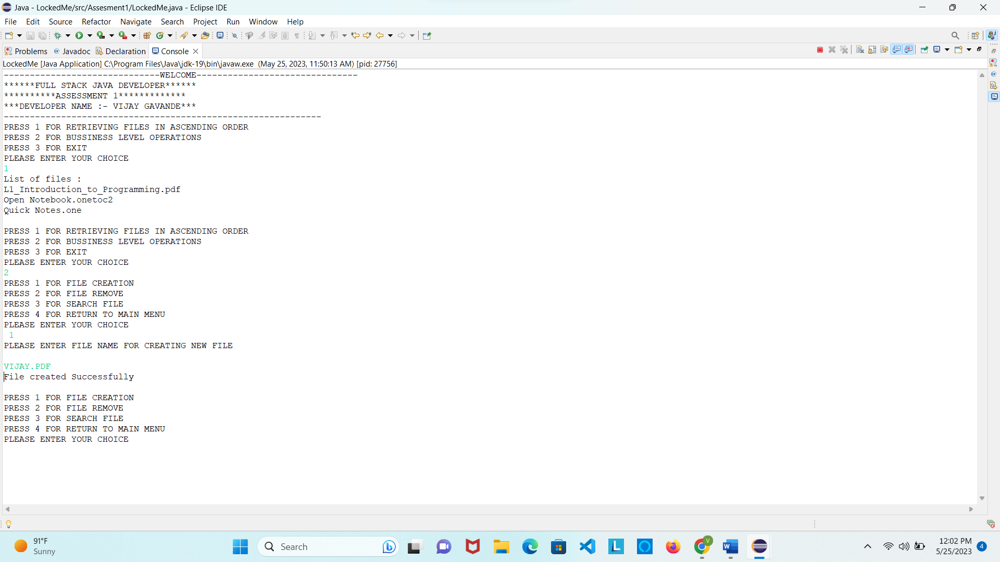 Java - LockedMe/src/Assesment1/LockedMe.java - Eclipse IDE
File Edit Source Refactor Navigate Search Project Run Window Help
Problems @ Javadoc Declaration Console
LockedMe [Java Application] C:\Program Files\Java\jdk-19\bin\javaw.exe (May 25, 2023, 11:50:13 AM) [pid: 27756]
------------------------------WELCOME-------------------------------
******FULL STACK JAVA DEVELOPER******
**********ASSESSMENT 1*************
***DEVELOPER NAME :- VIJAY GAVANDE***
-------------------------------------------------------------
PRESS 1 FOR RETRIEVING FILES IN ASCENDING ORDER
PRESS 2 FOR BUSSINESS LEVEL OPERATIONS
PRESS 3 FOR EXIT
PLEASE ENTER YOUR CHOICE
1
List of files :
L1_Introduction_to_Programming.pdf
Open Notebook.onetoc2
Quick Notes.one
PRESS 1 FOR RETRIEVING FILES IN ASCENDING ORDER
PRESS 2 FOR BUSSINESS LEVEL OPERATIONS
PRESS 3 FOR EXIT
PLEASE ENTER YOUR CHOICE
2
PRESS 1 FOR FILE CREATION
PRESS 2 FOR FILE REMOVE
PRESS 3 FOR SEARCH FILE
PRESS 4 FOR RETURN TO MAIN MENU
PLEASE ENTER YOUR CHOICE
1
PLEASE ENTER FILE NAME FOR CREATING NEW FILE
VIJAY.PDF
File created Successfully
PRESS 1 FOR FILE CREATION
PRESS 2 FOR FILE REMOVE
PRESS 3 FOR SEARCH FILE
PRESS 4 FOR RETURN TO MAIN MENU
PLEASE ENTER YOUR CHOICE
91°F
Sunny
Search
L
V
W
12:02 PM
5/25/2023
4